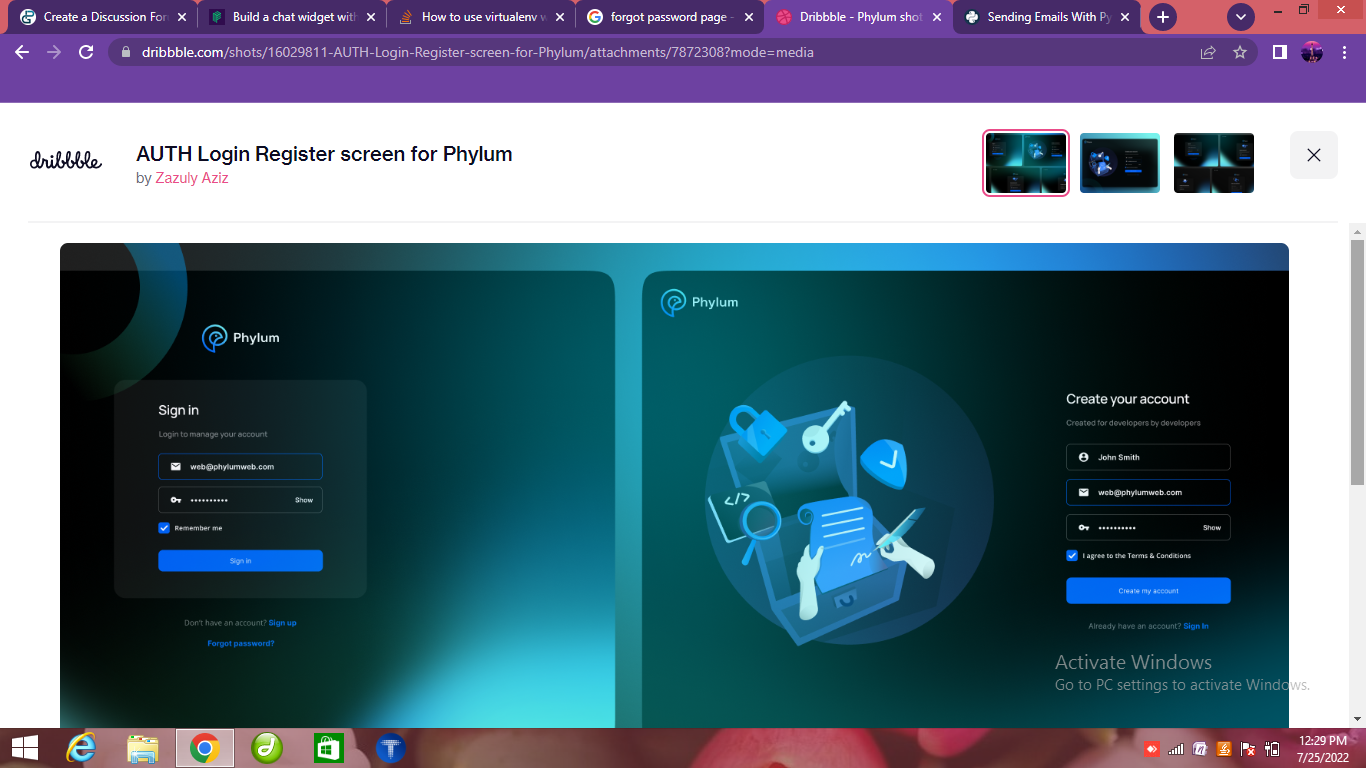 Create a Discussion For
Build a chat widget with
How to use virtualenv w
forgot password page -
Dribbble - Phylum shot
Sending Emails With Py
dribbble.com/shots/16029811-AUTH-Login-Register-screen-for-Phylum/attachments/7872308?mode=media
dribbble
AUTH Login Register screen for Phylum
by Zazuly Aziz
Phylum
Sign in
Login to manage your account
web@phylumweb.com
Show
Remember me
Sign in
Don't have an account? Sign up
Forgot password?
Phylum
</>
Create your account
Created for developers by developers
John Smith
web@phylumweb.com
Show
I agree to the Terms & Conditions
Create my account
Already have an account? Sign In
Activate Windows
Go to PC settings to activate Windows.
12:29 PM
7/25/2022